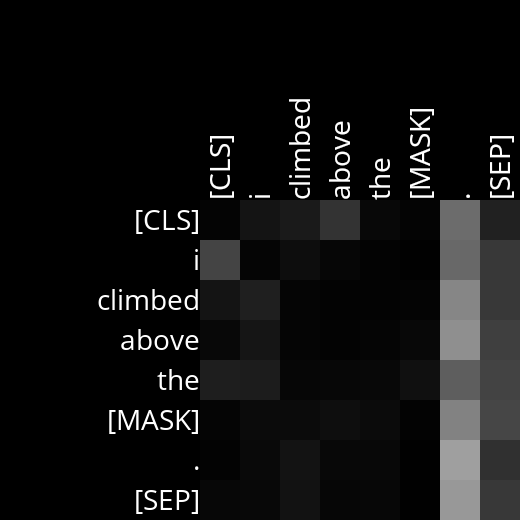 [CLS] i climbed above the [MASK] . [SEP]
[CLS]
i
climbed
above
the
[MASK]
.
[SEP]